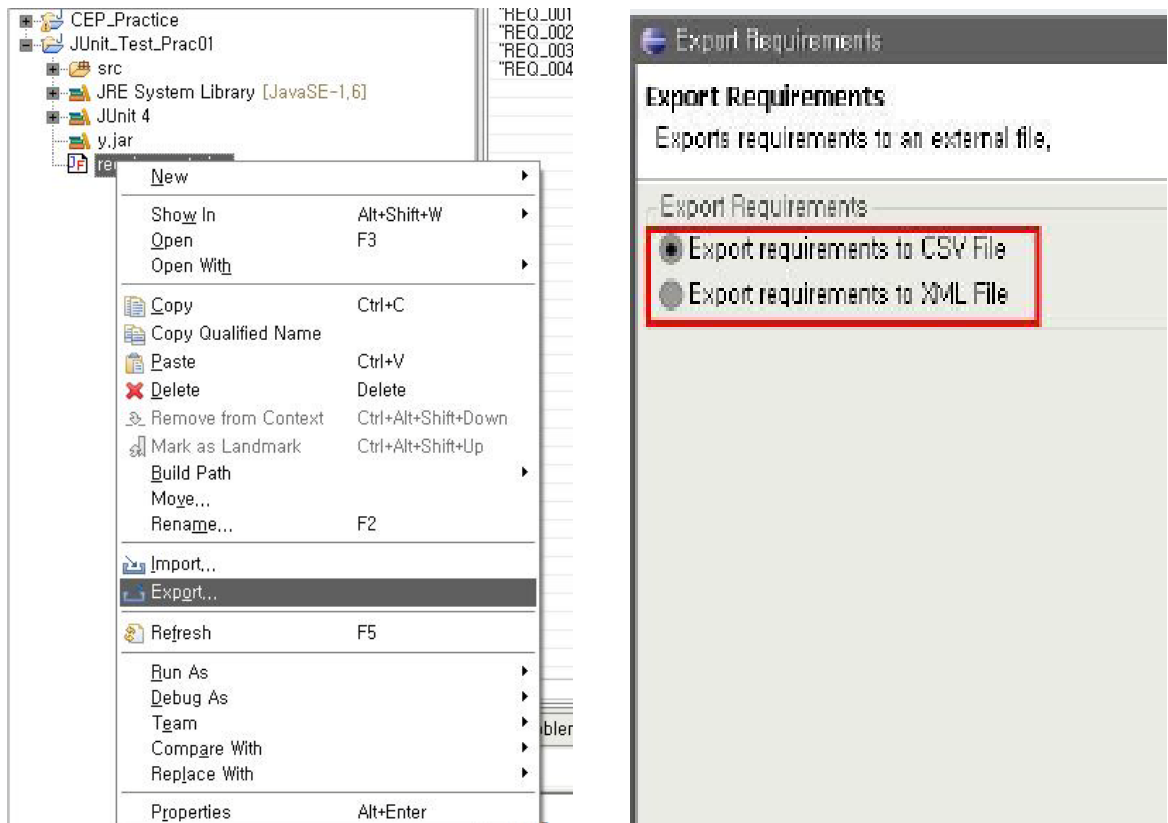 CEP_Practice
JUnit_Test_Prac01
src
JRE System Library [JavaSE-1,6]
JUnit 4
y.jar
"REQ_001
"REQ_002
"REQ_003
"REQ_004
New
Show In Alt+Shift+W
Open F3
Open With
Copy Ctrl+C
Copy Qualified Name
Paste Ctrl+V
Delete Delete
Remove from Context Ctrl+Alt+Shift+Down
Mark as Landmark Ctrl+Alt+Shift+Up
Build Path
Move...
Rename... F2
Import...
Export...
Refresh F5
Run As
Debug As
Team
Compare With
Replace With
Properties Alt+Enter
Export Requirements
Export Requirements
Exports requirements to an external file,
Export Requirements
Export requirements to CSV File
Export requirements to XML File